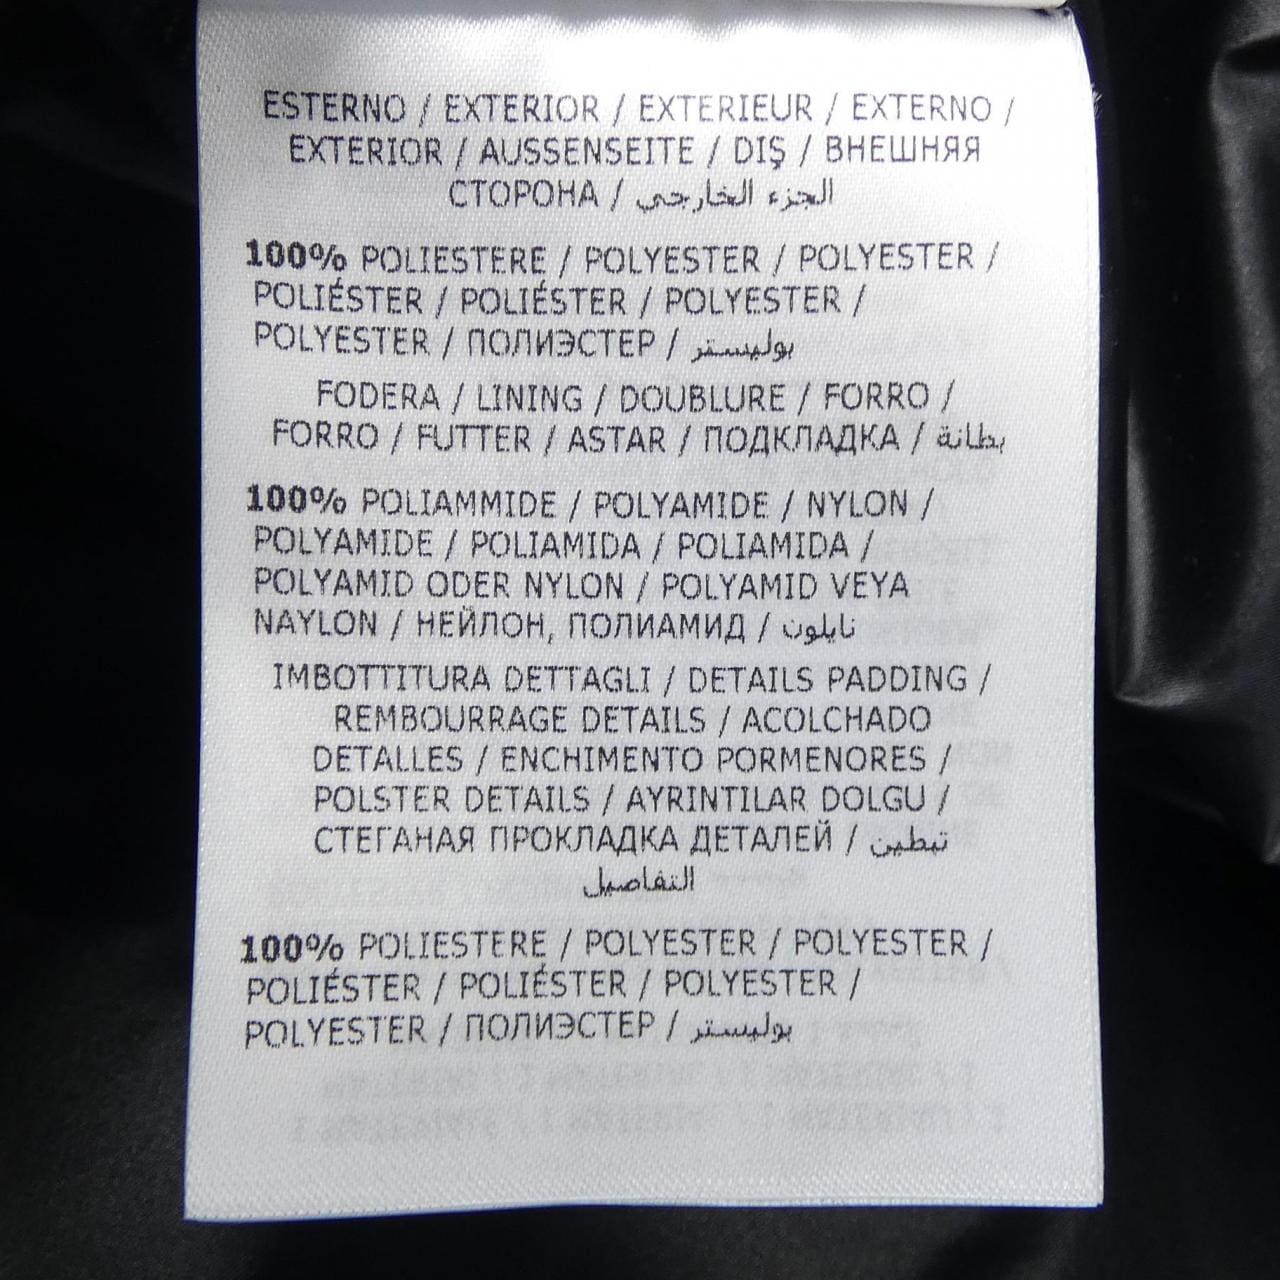 ESTERNO / EXTERIOR / EXTERIEUR / EXTERNO /
EXTERIOR / AUSSENSEITE / DIŞ / ВНЕШНЯЯ
СТОРОНА / الجزء الخارجي
100% POLIESTERE / POLYESTER / POLYESTER /
POLIÉSTER / POLIÉSTER / POLYESTER /
POLYESTER / ПОЛИЭСТЕР / بوليستر
FODERA / LINING / DOUBLURE / FORRO /
FORRO / FUTTER / ASTAR / ПОДКЛАДКА / بطانة
100% POLIAMMIDE / POLYAMIDE / NYLON /
POLYAMIDE / POLIAMIDA / POLIAMIDA /
POLYAMID ODER NYLON / POLYAMID VEYA
NAYLON / НЕЙЛОН, ПОЛИАМИД / نايلون
IMBOTTITURA DETTAGLI / DETAILS PADDING /
REMBOURRAGE DETAILS / ACOLCHADO
DETALLES / ENCHIMENTO PORMENORES /
POLSTER DETAILS / AYRINTILAR DOLGU /
СТЕГАНАЯ ПРОКЛАДКА ДЕТАЛЕЙ / تبطين
التفاصيل
100% POLIESTERE / POLYESTER / POLYESTER /
POLIÉSTER / POLIÉSTER / POLYESTER /
POLYESTER / ПОЛИЭСТЕР / بوليستر